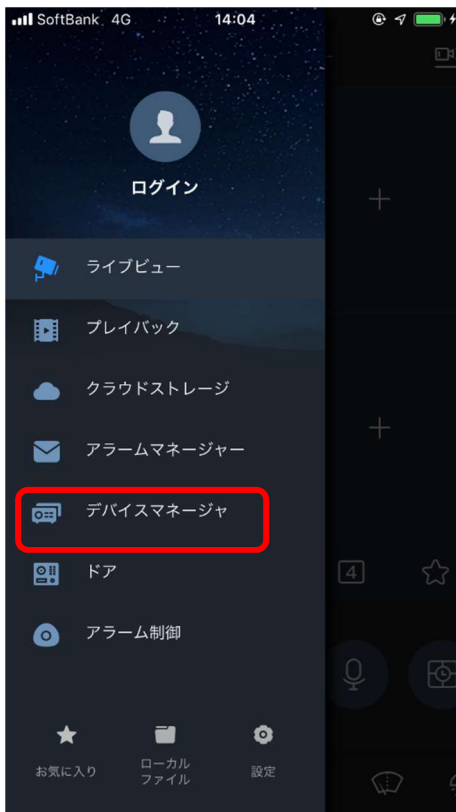 SoftBank 4G 14:04
ログイン
ライブビュー
プレイバック
クラウドストレージ
アラームマネージャー
デバイスマネージャ
ドア
アラーム制御
4
お気に入り
ローカル
ファイル
設定